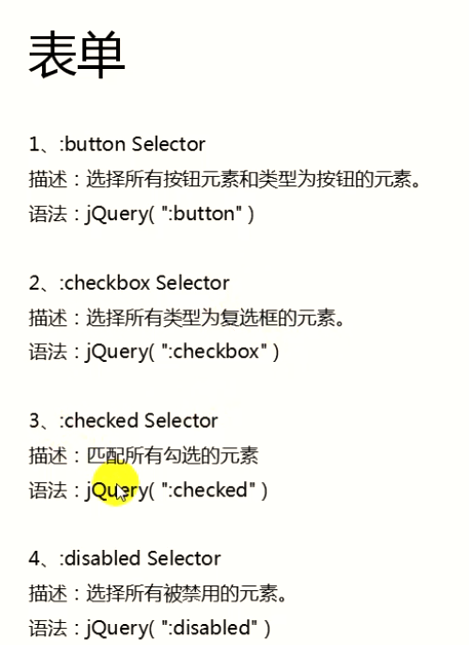 表单
1、:button Selector
描述：选择所有按钮元素和类型为按钮的元素。
语法：jQuery( ":button" )
2、:checkbox Selector
描述：选择所有类型为复选框的元素。
语法：jQuery( ":checkbox" )
3、:checked Selector
描述：匹配所有勾选的元素
语法：jQuery( ":checked" )
4、:disabled Selector
描述：选择所有被禁用的元素。
语法：jQuery( ":disabled" )